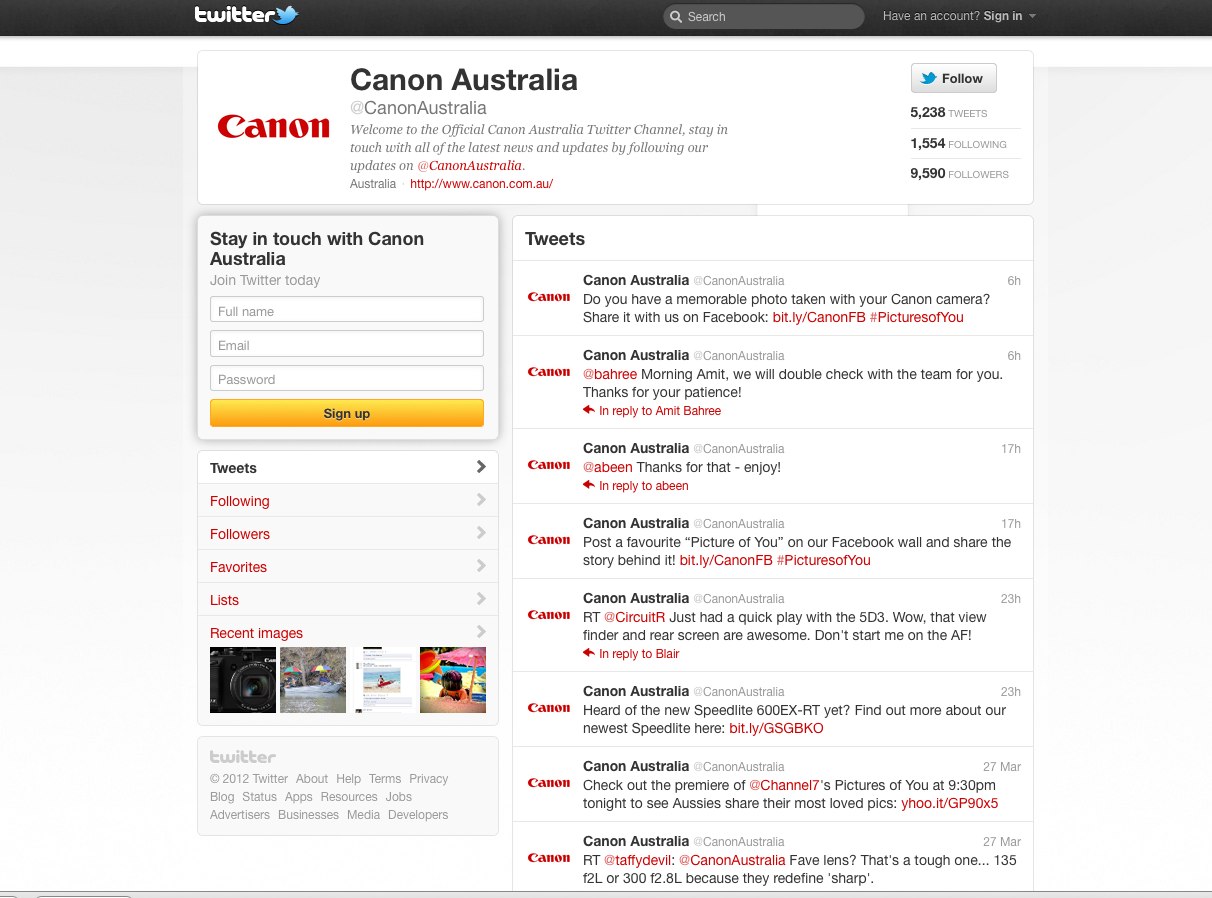 twitter
Search
Have an account? Sign in
Canon
Canon Australia
@CanonAustralia
Welcome to the Official Canon Australia Twitter Channel, stay in
touch with all of the latest news and updates by following our
updates on @CanonAustralia.
Australia · http://www.canon.com.au/
Follow
5,238 TWEETS
1,554 FOLLOWING
9,590 FOLLOWERS
Stay in touch with Canon
Australia
Join Twitter today
Full name
Email
Password
Sign up
Tweets
Following
Followers
Favorites
Lists
Recent images
Canon
twitter
© 2012 Twitter About Help Terms Privacy
Blog Status Apps Resources Jobs
Advertisers Businesses Media Developers
Tweets
Canon
Canon Australia @CanonAustralia 6h
Do you have a memorable photo taken with your Canon camera?
Share it with us on Facebook: bit.ly/CanonFB #PicturesofYou
Canon
Canon Australia @CanonAustralia 6h
@bahree Morning Amit, we will double check with the team for you.
Thanks for your patience!
In reply to Amit Bahree
Canon
Canon Australia @CanonAustralia 17h
@abeen Thanks for that - enjoy!
In reply to abeen
Canon
Canon Australia @CanonAustralia 17h
Post a favourite “Picture of You” on our Facebook wall and share the
story behind it! bit.ly/CanonFB #PicturesofYou
Canon
Canon Australia @CanonAustralia 23h
RT @CircuitR Just had a quick play with the 5D3. Wow, that view
finder and rear screen are awesome. Don't start me on the AF!
In reply to Blair
Canon
Canon Australia @CanonAustralia 23h
Heard of the new Speedlite 600EX-RT yet? Find out more about our
newest Speedlite here: bit.ly/GSGBKO
Canon
Canon Australia @CanonAustralia 27 Mar
Check out the premiere of @Channel7's Pictures of You at 9:30pm
tonight to see Aussies share their most loved pics: yhoo.it/GP90x5
Canon
Canon Australia @CanonAustralia 27 Mar
RT @taffydevil: @CanonAustralia Fave lens? That's a tough one... 135
f2L or 300 f2.8L because they redefine 'sharp'.